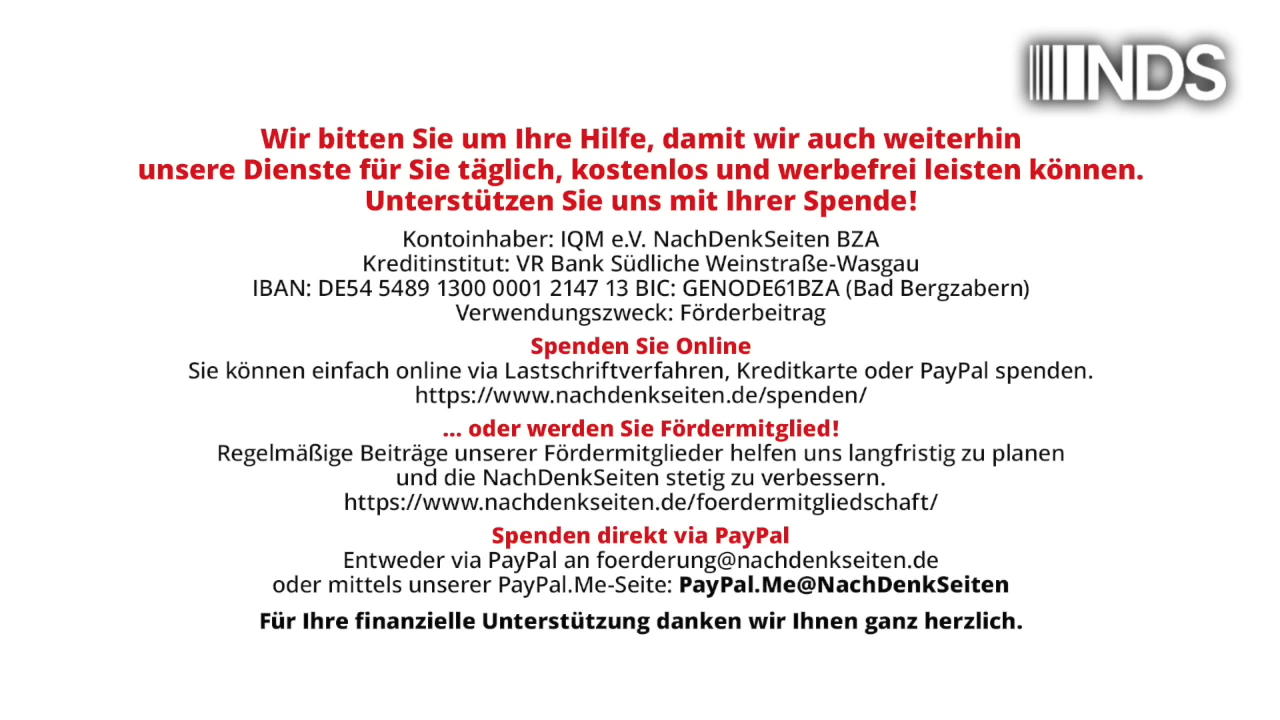 NDS
Wir bitten Sie um Ihre Hilfe, damit wir auch weiterhin
unsere Dienste für Sie täglich, kostenlos und werbefrei leisten können.
Unterstützen Sie uns mit Ihrer Spende!
Kontoinhaber: IQM e.V. NachDenkSeiten BZA
Kreditinstitut: VR Bank Südliche Weinstraße-Wasgau
IBAN: DE54 5489 1300 0001 2147 13 BIC: GENODE61BZA (Bad Bergzabern)
Verwendungszweck: Förderbeitrag
Spenden Sie Online
Sie können einfach online via Lastschriftverfahren, Kreditkarte oder PayPal spenden.
https://www.nachdenkseiten.de/spenden/
... oder werden Sie Fördermitglied!
Regelmäßige Beiträge unserer Fördermitglieder helfen uns langfristig zu planen
und die NachDenkSeiten stetig zu verbessern.
https://www.nachdenkseiten.de/foerdermitgliedschaft/
Spenden direkt via PayPal
Entweder via PayPal an foerderung@nachdenkseiten.de
oder mittels unserer PayPal.Me-Seite: PayPal.Me@NachDenkSeiten
Für Ihre finanzielle Unterstützung danken wir Ihnen ganz herzlich.